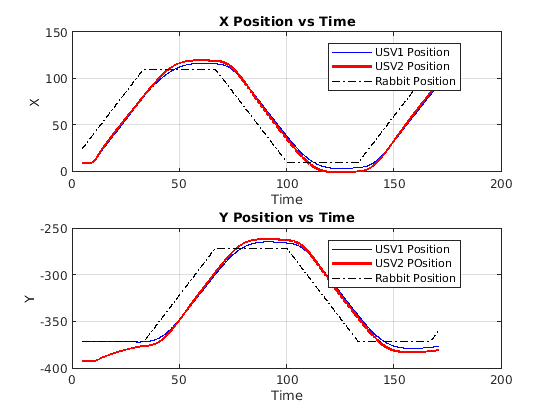 X Position vs Time
150
100
50
0
X
USV1 Position
USV2 Position
Rabbit Position
0 50 100 150 200
Time
Y Position vs Time
-250
-300
-350
-400
Y
USV1 Position
USV2 POsition
Rabbit Position
0 50 100 150 200
Time